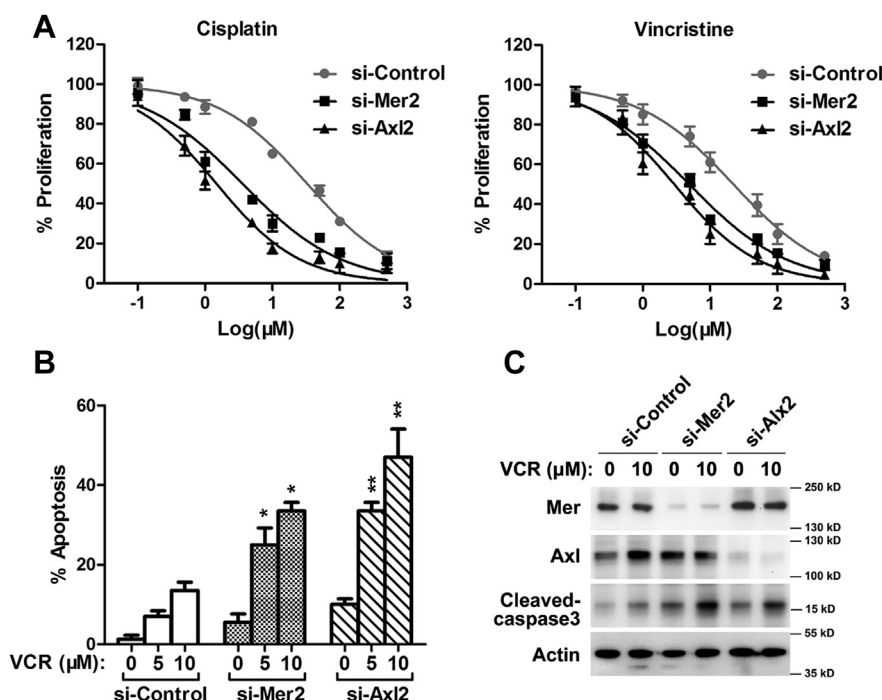 A
Cisplatin
120
100
80
60
40
20
0
% Proliferation
si-Control
si-Mer2
si-Axl2
-1 0 1 2 3
Log(µM)
Vincristine
120
100
80
60
40
20
0
% Proliferation
si-Control
si-Mer2
si-Axl2
-1 0 1 2 3
Log(µM)
B
60
40
20
0
% Apoptosis
* * ** **
VCR (µM): 0 5 10 0 5 10 0 5 10
si-Control si-Mer2 si-Axl2
C
si-Control si-Mer2 si-Alx2
VCR (µM): 0 10 0 10 0 10
250 kD
Mer
130 kD
130 kD
Axl
100 kD
Cleaved-
caspase3
15 kD
55 kD
Actin
35 kD